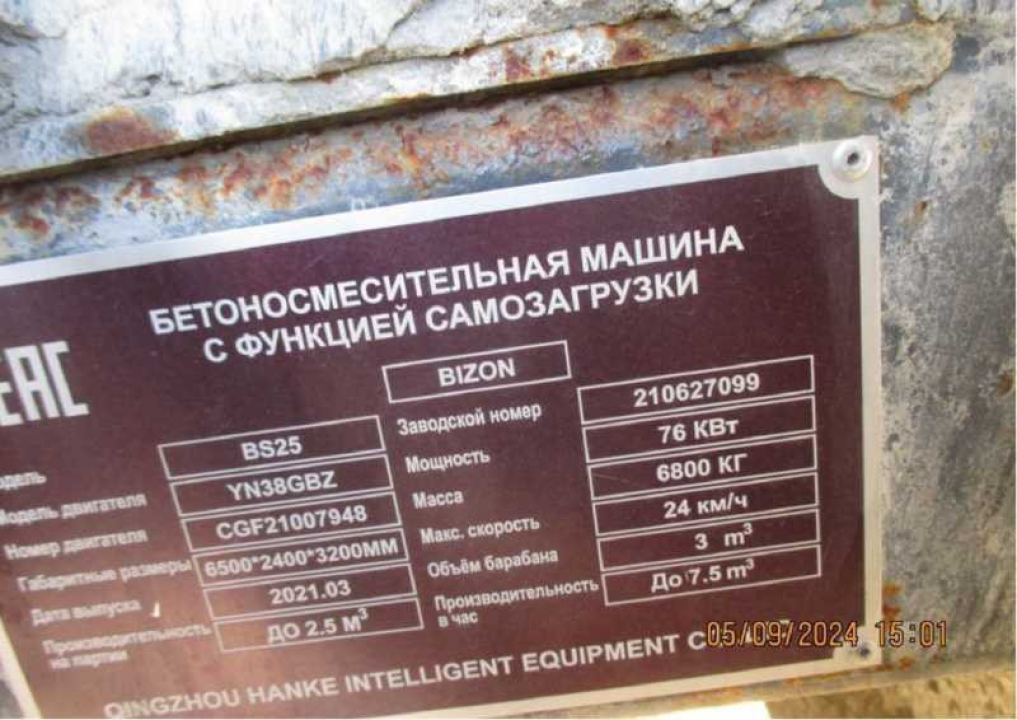 БЕТОНОСМЕСИТЕЛЬНАЯ МАШИНА
С ФУНКЦИЕЙ САМОЗАГРУЗКИ
EAC
BIZON
одель BS25
Модель двигателя YN38GBZ
Номер двигателя CGF21007948
Габаритные размеры 6500*2400*3200ММ
Дата выпуска 2021.03
Производительность
на партии ДО 2.5 М³
Заводской номер 210627099
Мощность 76 КВт
Масса 6800 КГ
Макс. скорость 24 км/ч
Объём барабана 3 m³
Производительность
в час До 7.5 m³
QINGZHOU HANKE INTELLIGENT EQUIPMENT
05/09/2024 15:01